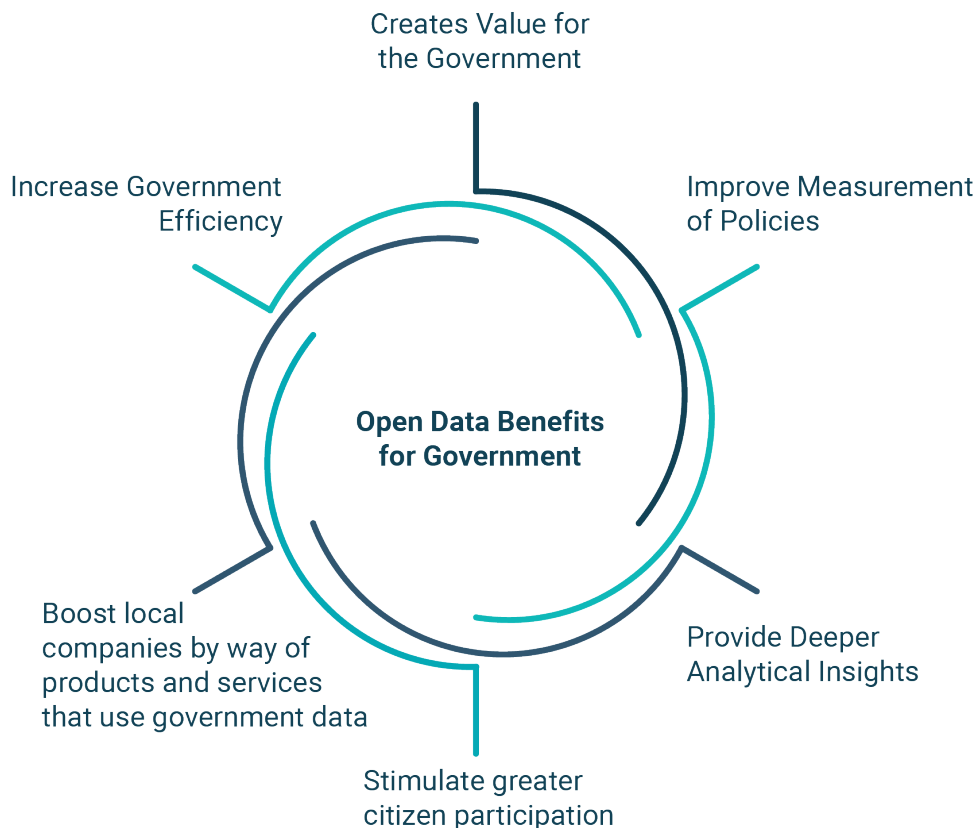 Creates Value for
the Government
Increase Government
Efficiency
Improve Measurement
of Policies
Open Data Benefits
for Government
Boost local
companies by way of
products and services
that use government data
Provide Deeper
Analytical Insights
Stimulate greater
citizen participation